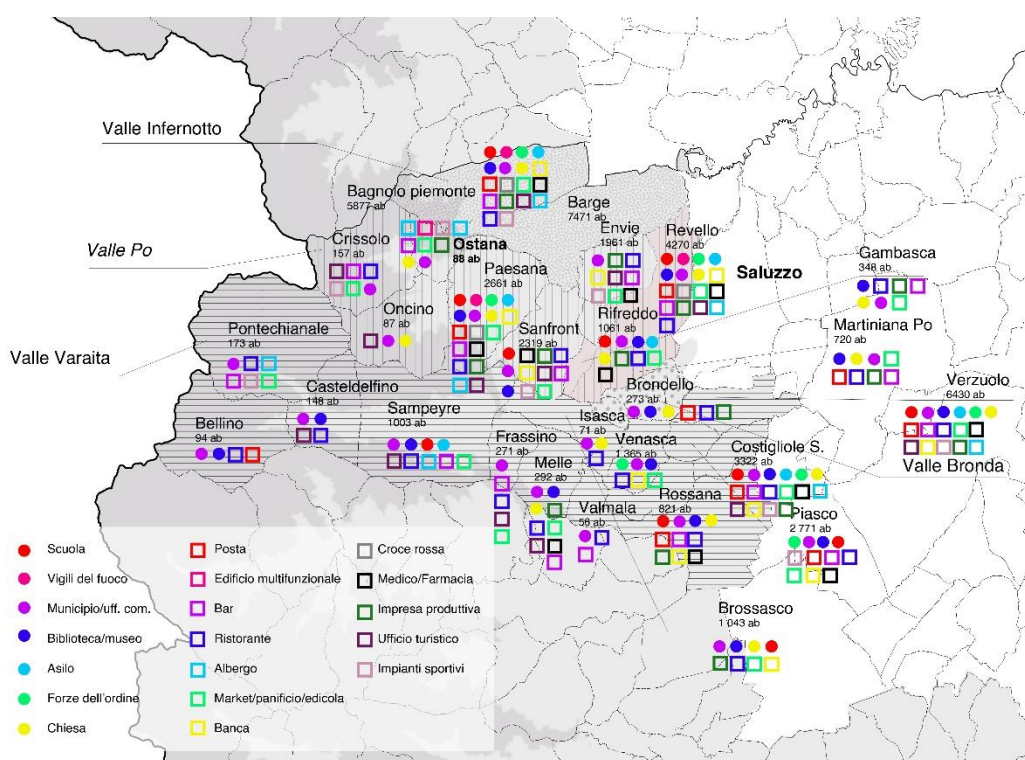 Valle Infernotto
Bagnolo piemonte
5877 ab
Barge
7471 ab
Valle Po
Crissolo
157 ab
Ostana
88 ab
Envie
1961 ab
Revello
4270 ab
Saluzzo
Gambasca
348 ab
Paesana
2661 ab
Oncino
87 ab
Sanfront
2319 ab
Rifreddo
1061 ab
Martiniana Po
720 ab
Valle Varaita
Pontechianale
173 ab
Brondello
273 ab
Verzuolo
6430 ab
Casteldelfino
148 ab
Sampeyre
1003 ab
Isasca
71 ab
Bellino
94 ab
Frassino
271 ab
Venasca
1 365 ab
Costigliole S.
3322 ab
Valle Bronda
Melle
292 ab
Rossana
821 ab
Valmala
56 ab
Piasco
2 771 ab
Brossasco
1 043 ab
Scuola
Vigili del fuoco
Municipio/uff. com.
Biblioteca/museo
Asilo
Forze dell'ordine
Chiesa
Posta
Edificio multifunzionale
Bar
Ristorante
Albergo
Market/panificio/edicola
Banca
Croce rossa
Medico/Farmacia
Impresa produttiva
Ufficio turistico
Impianti sportivi